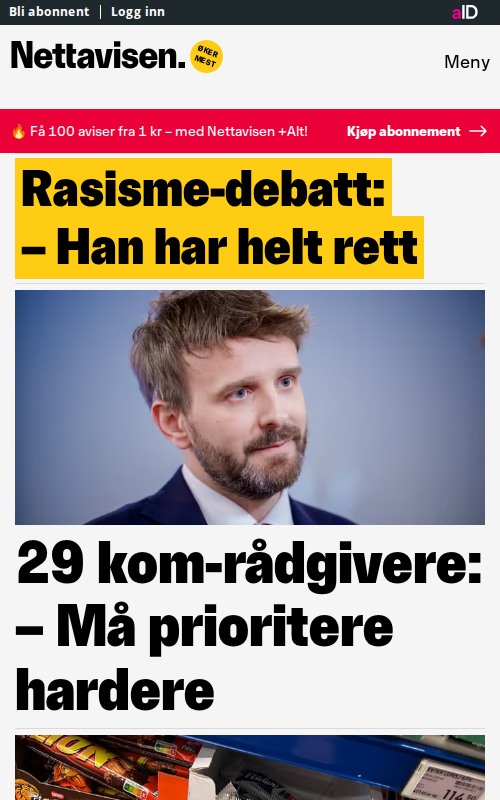 Bli abonnent | Logg inn
aID
Nettavisen.
ØKER
MEST
Meny
🔥 Få 100 aviser fra 1 kr – med Nettavisen +Alt!
Kjøp abonnement →
Rasisme-debatt:
– Han har helt rett
29 kom-rådgivere:
– Må prioritere
hardere
LION